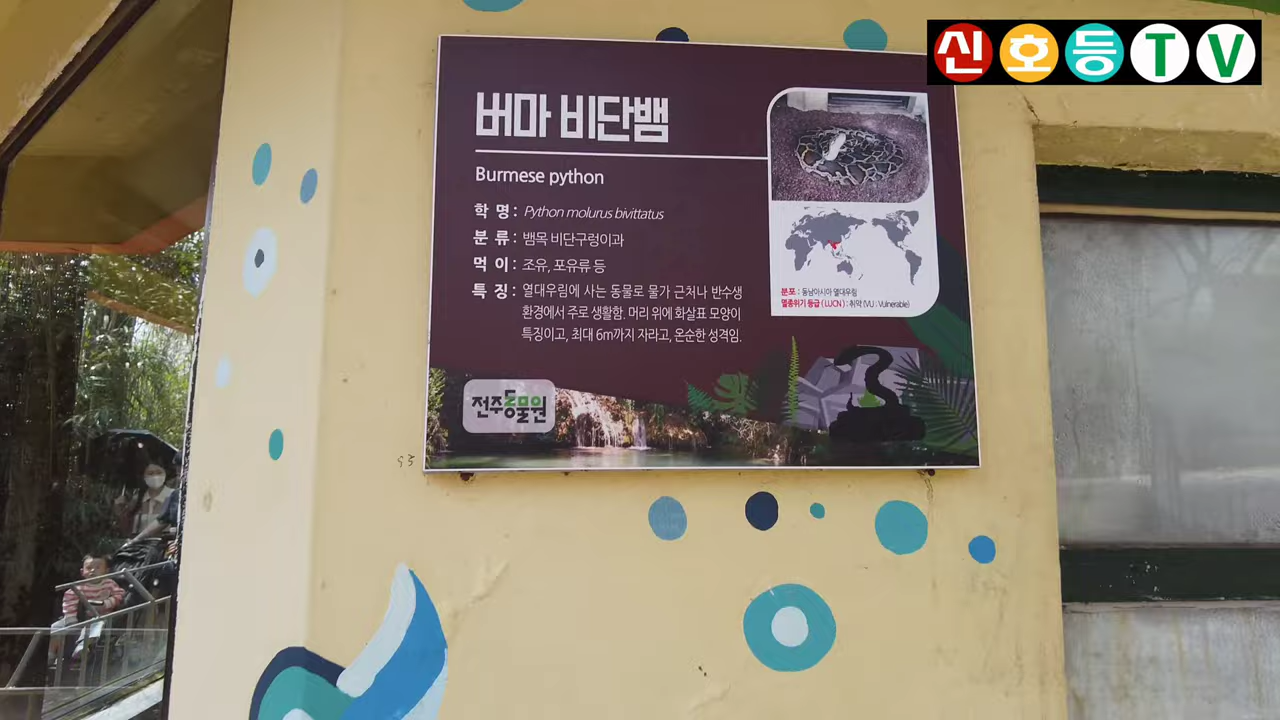 신호등TV
버마 비단뱀
Burmese python
학 명 : Python molurus bivittatus
분 류 : 뱀목 비단구렁이과
먹 이 : 조유, 포유류 등
특 징 : 열대우림에 사는 동물로 물가 근처나 반수생
환경에서 주로 생활함. 머리 위에 화살표 모양이
특징이고, 최대 6m까지 자라고, 온순한 성격임.
분포 : 동남아시아 열대우림
멸종위기 등급 ( LUCN ) : 취약 (VU : Vulnerable)
전주동물원